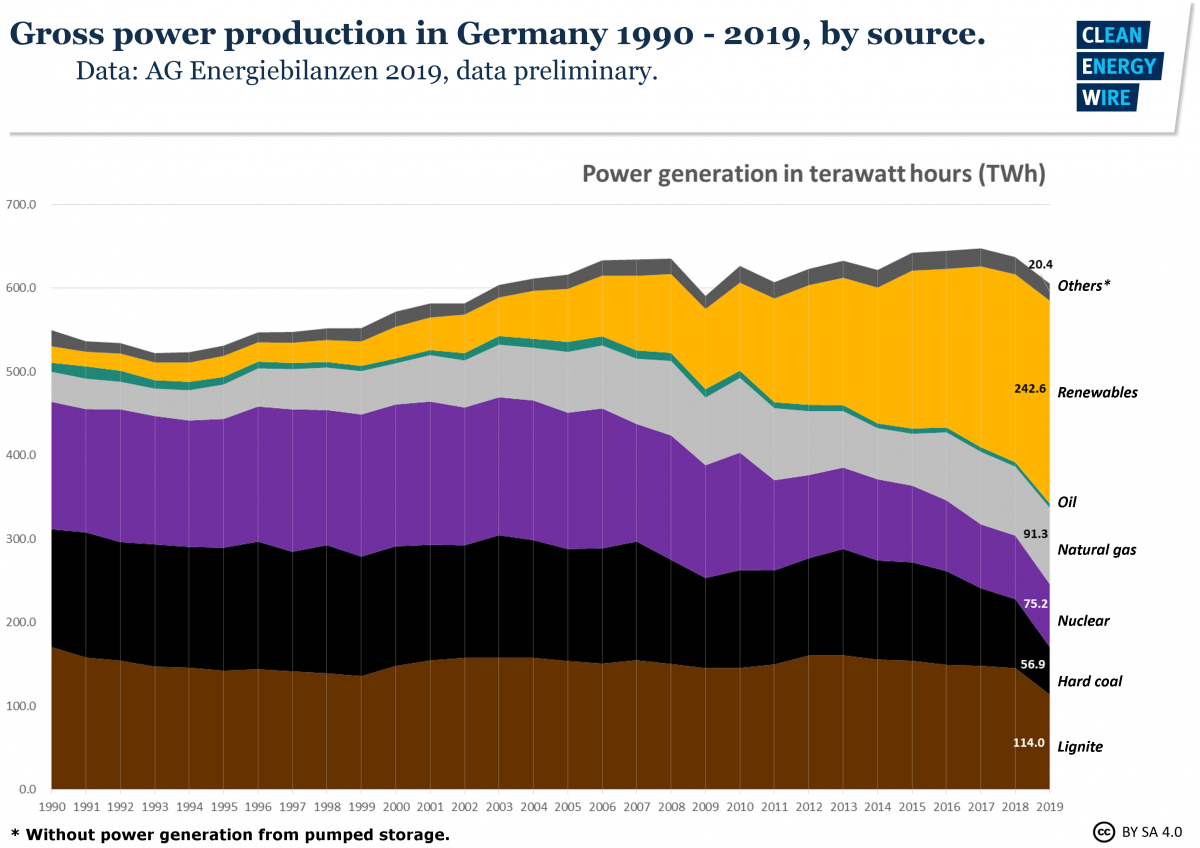 Gross power production in Germany 1990 - 2019, by source.
Data: AG Energiebilanzen 2019, data preliminary.
CLEAN
ENERGY
WIRE
Power generation in terawatt hours (TWh)
700.0
600.0
500.0
400.0
300.0
200.0
100.0
0.0
20.4
Others*
242.6
Renewables
Oil
91.3
Natural gas
75.2
Nuclear
56.9
Hard coal
114.0
Lignite
1990 1991 1992 1993 1994 1995 1996 1997 1998 1999 2000 2001 2002 2003 2004 2005 2006 2007 2008 2009 2010 2011 2012 2013 2014 2015 2016 2017 2018 2019
* Without power generation from pumped storage.
cc BY SA 4.0